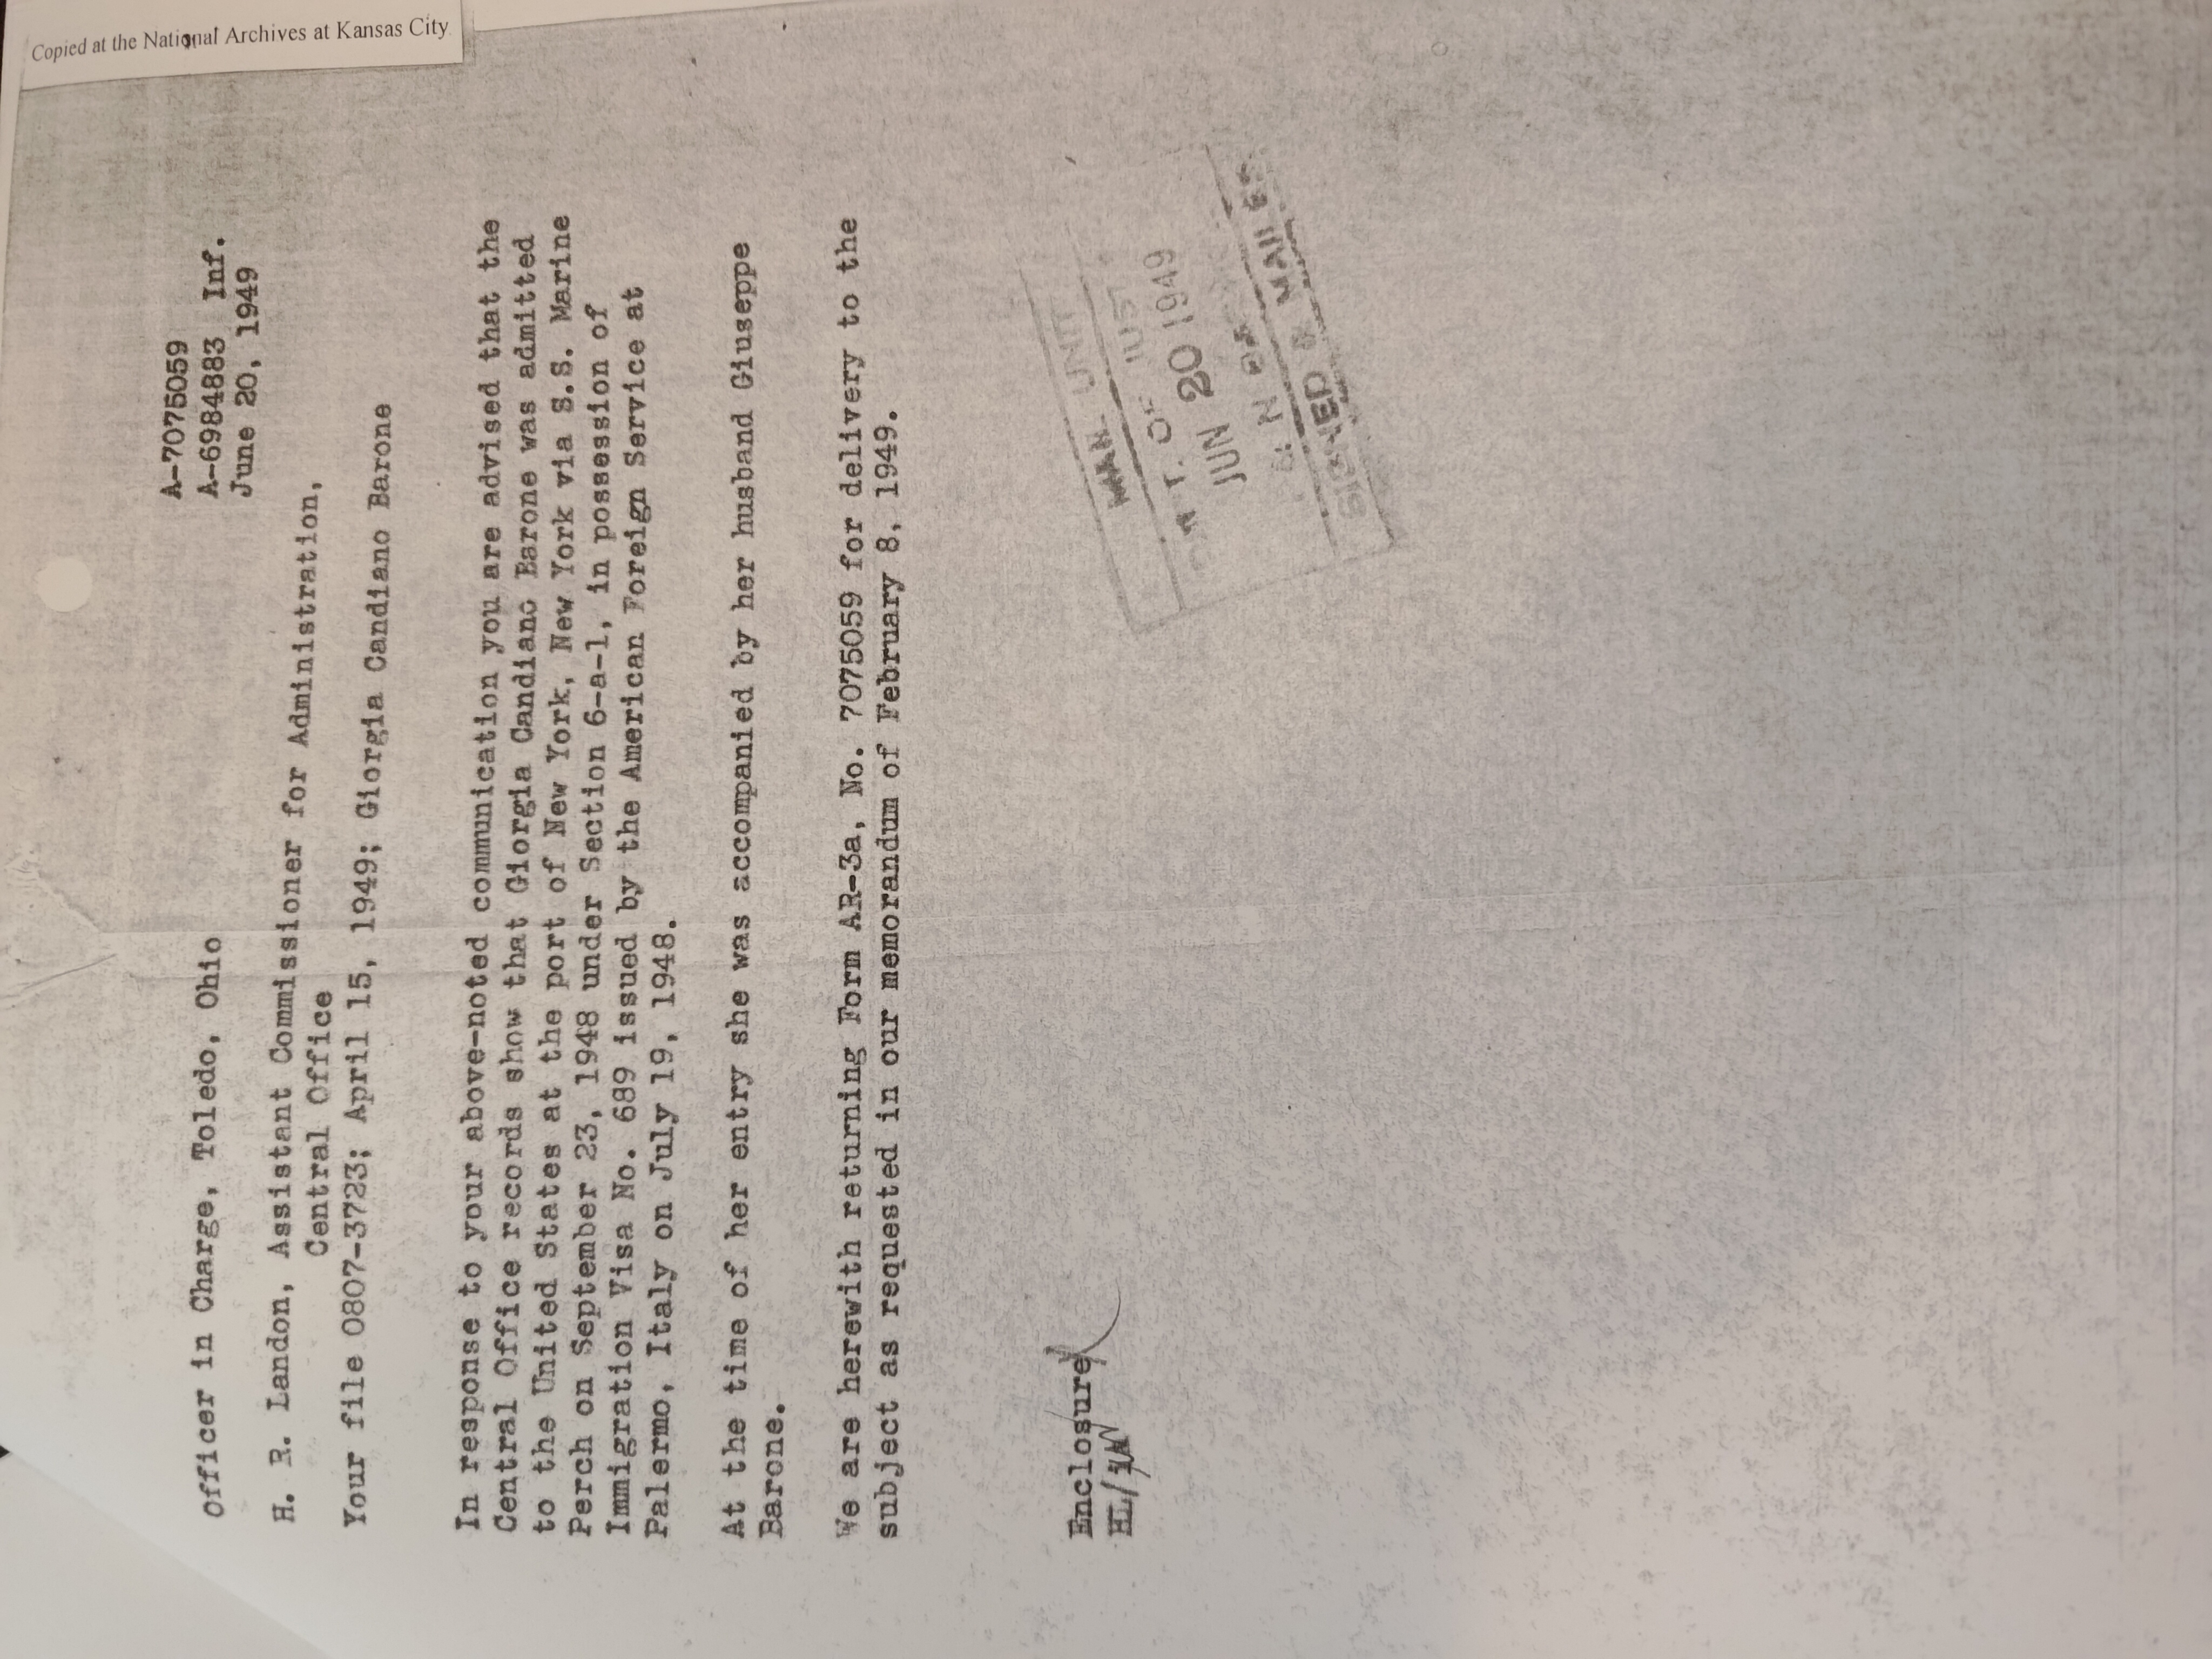 Copied at the National Archives at Kansas City
A-7075059
A-6984883 Inf.
June 20, 1949
Officer in Charge, Toledo, Ohio
H. R. Landon, Assistant Commissioner for Administration,
Central Office
Your file 0807-3723; April 15, 1949; Giorgia Candiano Barone
In response to your above-noted communication you are advised that the
Central Office records show that Giorgia Candiano Barone was admitted
to the United States at the port of New York, New York via S.S. Marine
Perch on September 23, 1948 under Section 6-a-1, in possession of
Immigration Visa No. 689 issued by the American Foreign Service at
Palermo, Italy on July 19, 1948.
At the time of her entry she was accompanied by her husband Giuseppe
Barone.
We are herewith returning Form AR-3a, No. 7075059 for delivery to the
subject as requested in our memorandum of February 8, 1949.
Enclosure
HL/
MAIL UNIT
T. OF JUST
JUN 20 1949
& N
SIGNED & MAILED